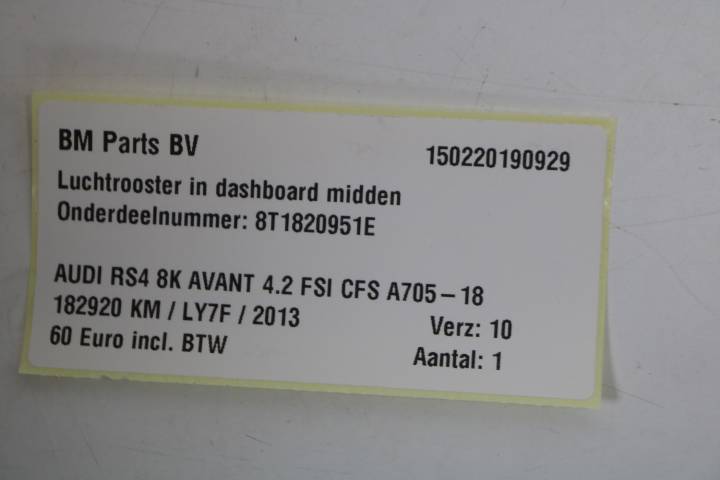 BM Parts BV 150220190929
Luchtrooster in dashboard midden
Onderdeelnummer: 8T1820951E
AUDI RS4 8K AVANT 4.2 FSI CFS A705-18
182920 KM / LY7F / 2013 Verz: 10
60 Euro incl. BTW Aantal: 1